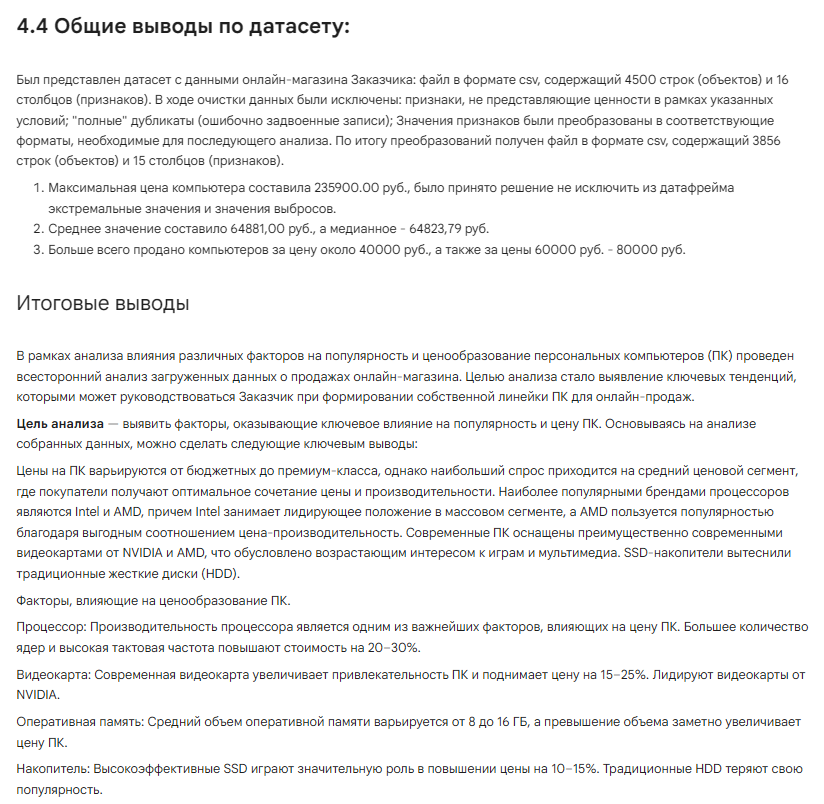 4.4 Общие выводы по датасету:
Был представлен датасет с данными онлайн-магазина Заказчика: файл в формате csv, содержащий 4500 строк (объектов) и 16
столбцов (признаков). В ходе очистки данных были исключены: признаки, не представляющие ценности в рамках указанных
условий; "полные" дубликаты (ошибочно задвоенные записи); Значения признаков были преобразованы в соответствующие
форматы, необходимые для последующего анализа. По итогу преобразований получен файл в формате csv, содержащий 3856
строк (объектов) и 15 столбцов (признаков).
1. Максимальная цена компьютера составила 235900.00 руб., было принято решение не исключить из датафрейма
экстремальные значения и значения выбросов.
2. Среднее значение составило 64881,00 руб., а медианное - 64823,79 руб.
3. Больше всего продано компьютеров за цену около 40000 руб., а также за цены 60000 руб. - 80000 руб.
Итоговые выводы
В рамках анализа влияния различных факторов на популярность и ценообразование персональных компьютеров (ПК) проведен
всесторонний анализ загруженных данных о продажах онлайн-магазина. Целью анализа стало выявление ключевых тенденций,
которыми может руководствоваться Заказчик при формировании собственной линейки ПК для онлайн-продаж.
Цель анализа — выявить факторы, оказывающие ключевое влияние на популярность и цену ПК. Основываясь на анализе
собранных данных, можно сделать следующие ключевым выводы:
Цены на ПК варьируются от бюджетных до премиум-класса, однако наибольший спрос приходится на средний ценовой сегмент,
где покупатели получают оптимальное сочетание цены и производительности. Наиболее популярными брендами процессоров
являются Intel и AMD, причем Intel занимает лидирующее положение в массовом сегменте, а AMD пользуется популярностью
благодаря выгодным соотношением цена-производительность. Современные ПК оснащены преимущественно современными
видеокартами от NVIDIA и AMD, что обусловлено возрастающим интересом к играм и мультимедиа. SSD-накопители вытеснили
традиционные жесткие диски (HDD).
Факторы, влияющие на ценообразование ПК.
Процессор: Производительность процессора является одним из важнейших факторов, влияющих на цену ПК. Большее количество
ядер и высокая тактовая частота повышают стоимость на 20–30%.
Видеокарта: Современная видеокарта увеличивает привлекательность ПК и поднимает цену на 15–25%. Лидируют видеокарты от
NVIDIA.
Оперативная память: Средний объем оперативной памяти варьируется от 8 до 16 ГБ, а превышение объема заметно увеличивает
цену ПК.
Накопитель: Высокоэффективные SSD играют значительную роль в повышении цены на 10–15%. Традиционные HDD теряют свою
популярность.